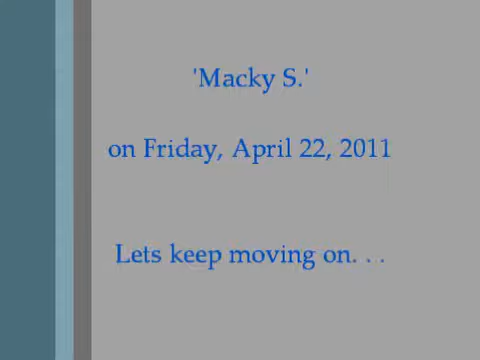 'Macky S.'
on Friday, April 22, 2011
Lets keep moving on. . .